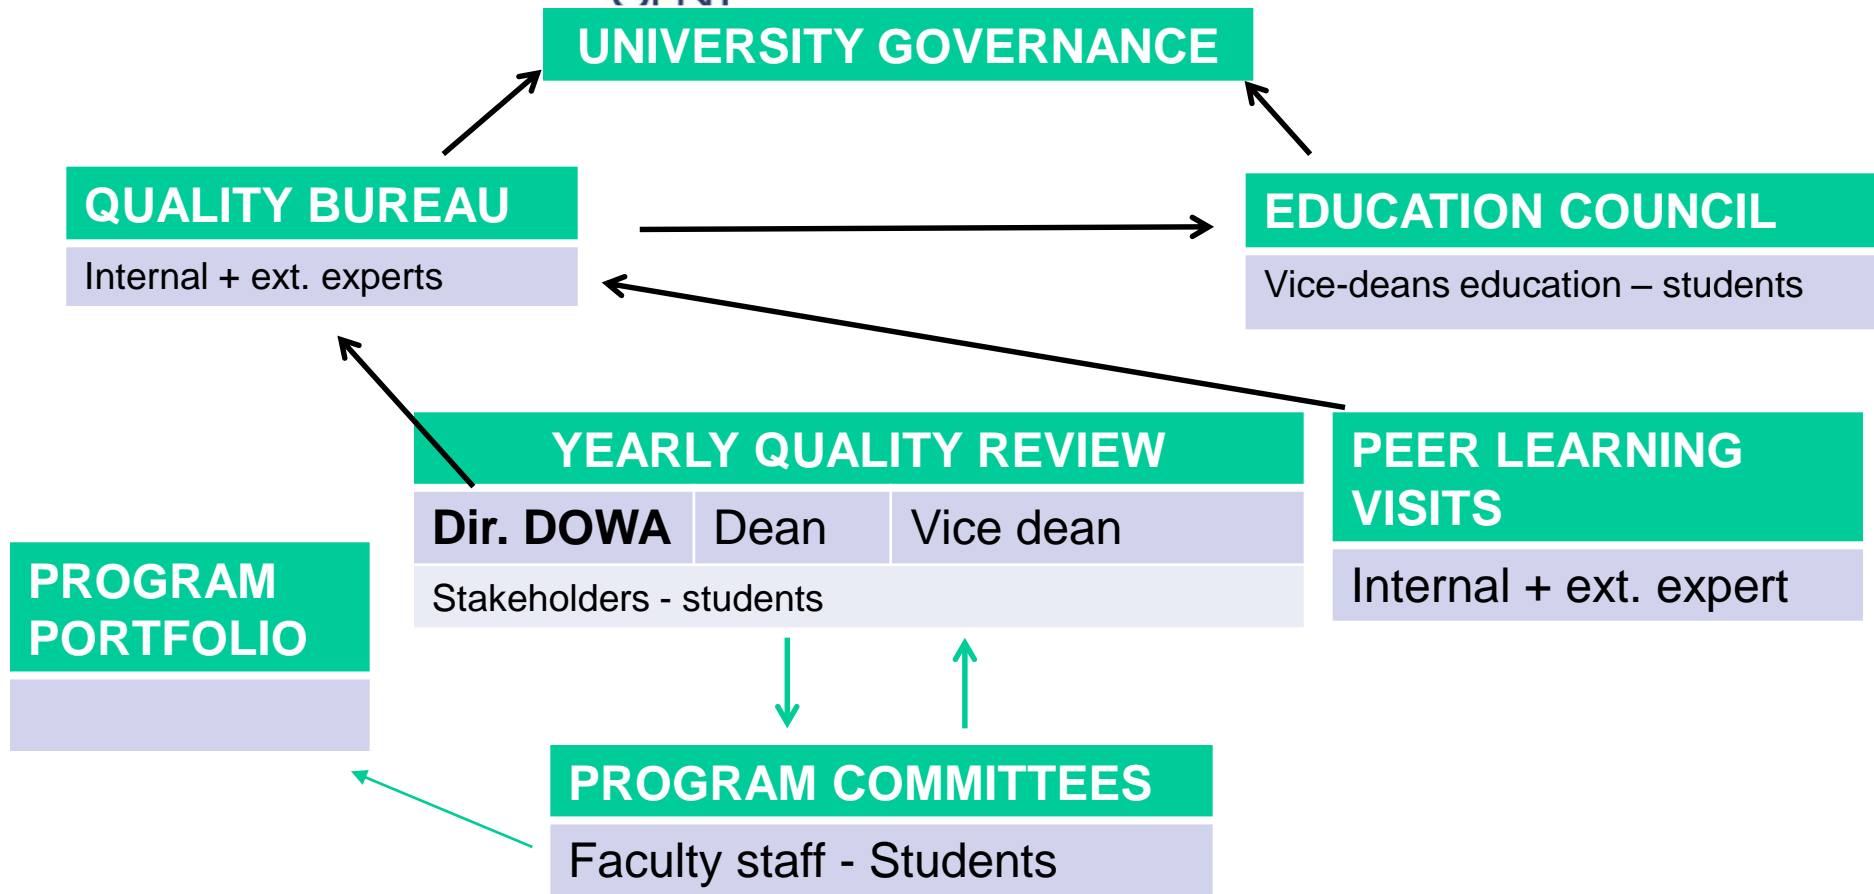 UNIVERSITY GOVERNANCE
QUALITY BUREAU
Internal + ext. experts
EDUCATION COUNCIL
Vice-deans education – students
YEARLY QUALITY REVIEW
Dir. DOWA Dean Vice dean
Stakeholders - students
PEER LEARNING
VISITS
Internal + ext. expert
PROGRAM
PORTFOLIO
PROGRAM COMMITTEES
Faculty staff - Students